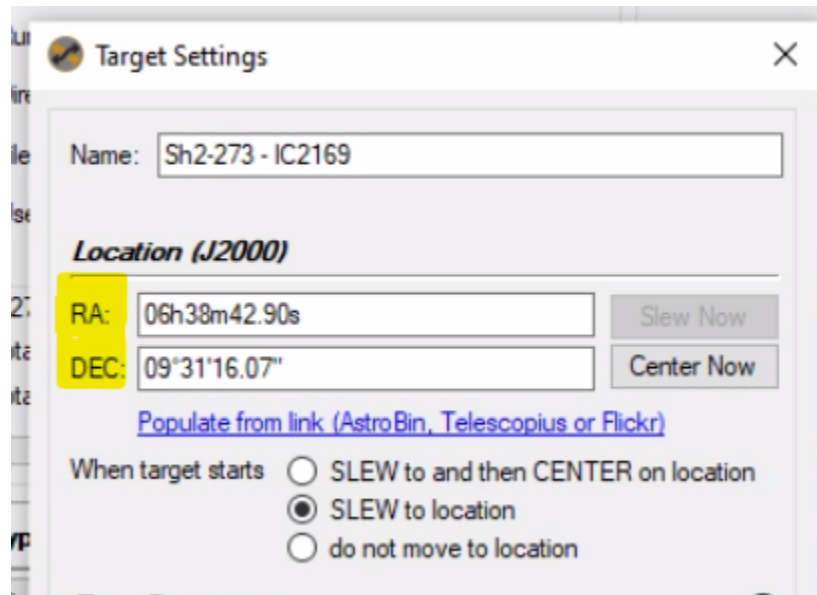 Target Settings
Name: Sh2-273 - IC2169
Location (J2000)
RA: 06h38m42.90s Slew Now
DEC: 09°31'16.07" Center Now
Populate from link (AstroBin, Telescopius or Flickr)
When target starts SLEW to and then CENTER on location
SLEW to location
do not move to location